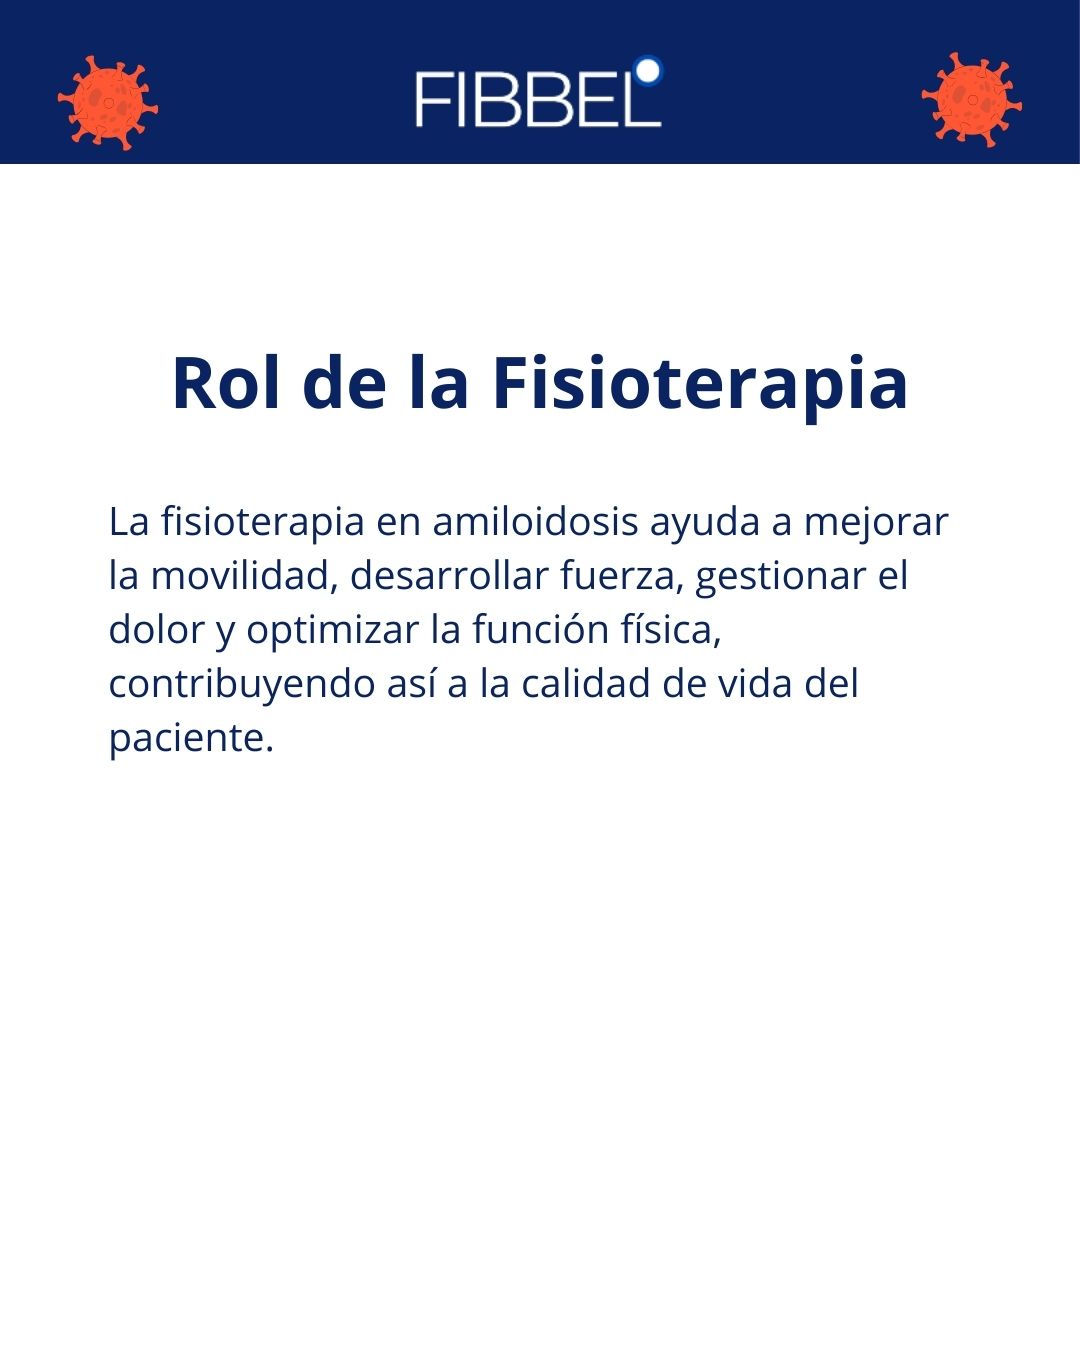 FIBBEL
Rol de la Fisioterapia
La fisioterapia en amiloidosis ayuda a mejorar
la movilidad, desarrollar fuerza, gestionar el
dolor y optimizar la función física,
contribuyendo así a la calidad de vida del
paciente.